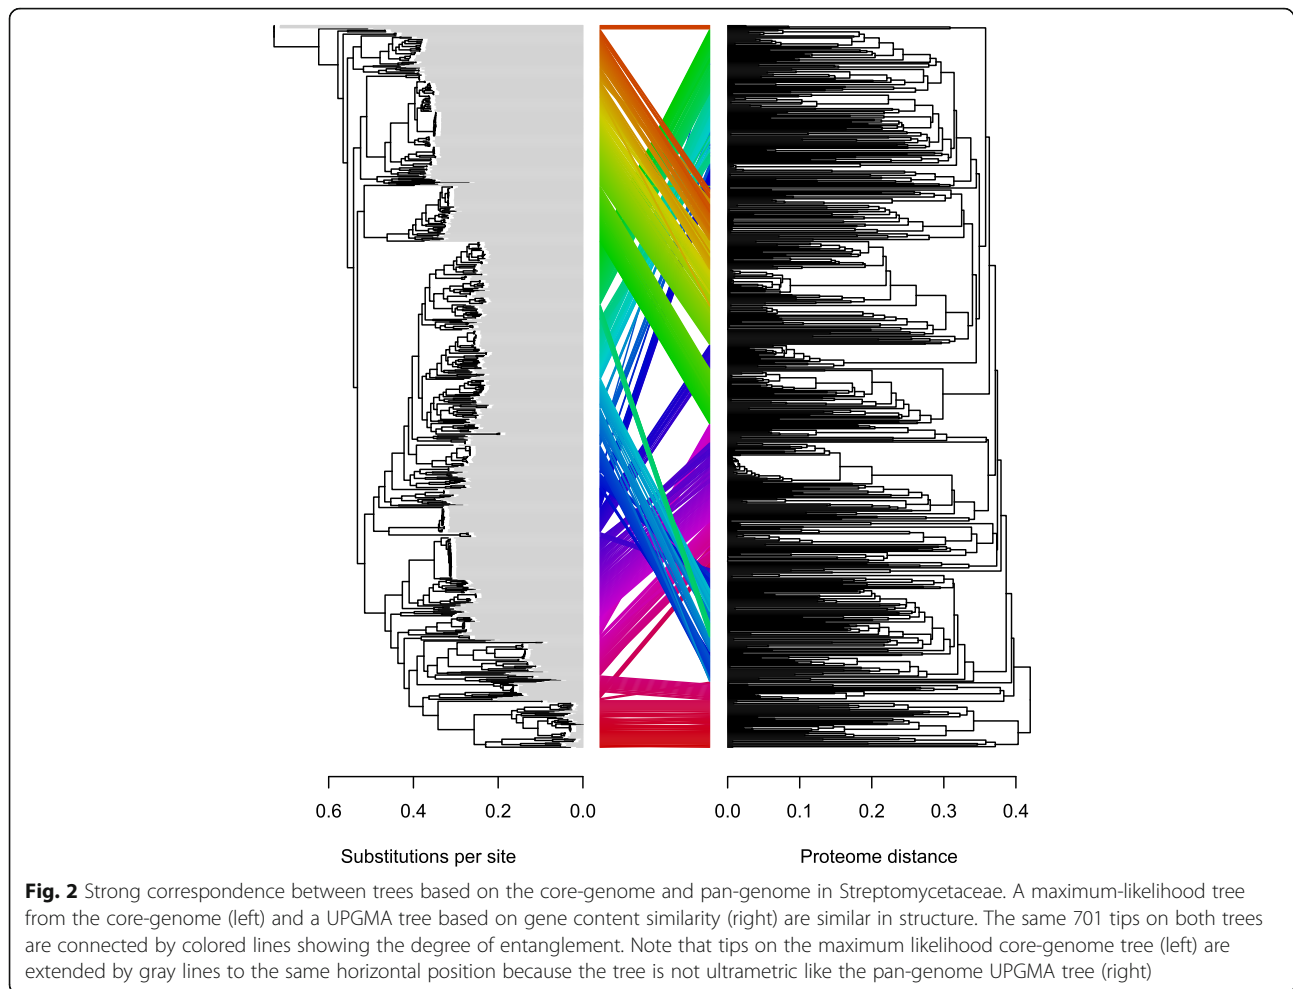 0.6 0.4 0.2 0.0 0.0 0.1 0.2 0.3 0.4
Substitutions per site Proteome distance
Fig. 2 Strong correspondence between trees based on the core-genome and pan-genome in Streptomycetaceae. A maximum-likelihood tree
from the core-genome (left) and a UPGMA tree based on gene content similarity (right) are similar in structure. The same 701 tips on both trees
are connected by colored lines showing the degree of entanglement. Note that tips on the maximum likelihood core-genome tree (left) are
extended by gray lines to the same horizontal position because the tree is not ultrametric like the pan-genome UPGMA tree (right)